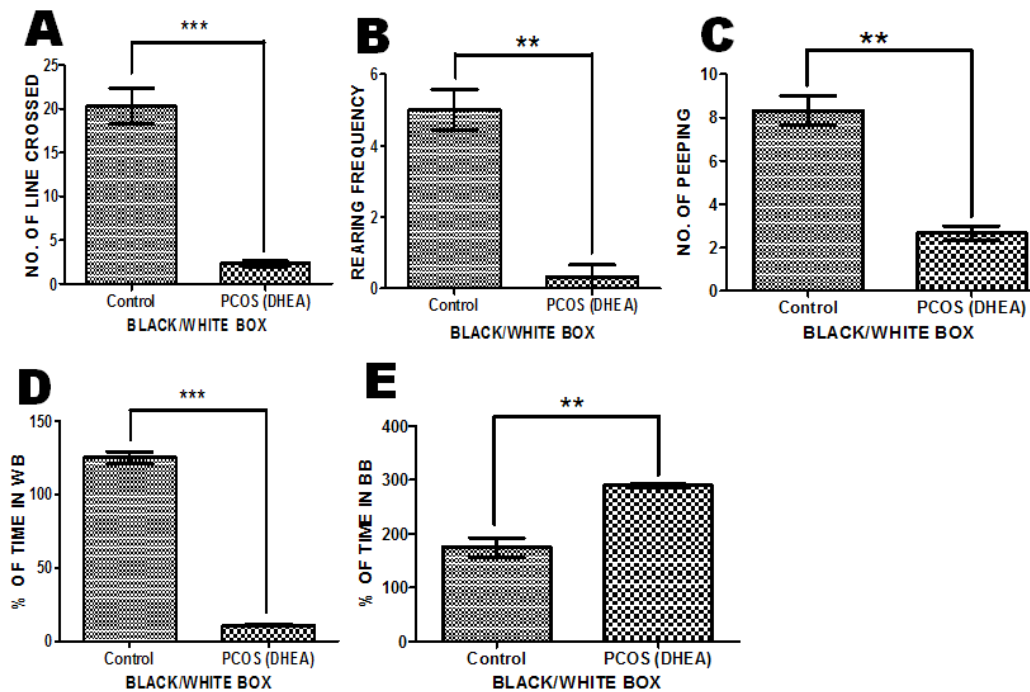 A
***
NO. OF LINE CROSSED
25
20
15
10
5
0
Control
PCOS (DHEA)
BLACK/WHITE BOX
B
**
REARING FREQUENCY
6
4
2
0
Control
PCOS (DHEA)
BLACK/WHITE BOX
C
**
NO. OF PEEPING
10
8
6
4
2
0
Control
PCOS (DHEA)
BLACK/WHITE BOX
D
***
% OF TIME IN WB
150
100
50
0
Control
PCOS (DHEA)
BLACK/WHITE BOX
E
**
% OF TIME IN BB
400
300
200
100
0
Control
PCOS (DHEA)
BLACK/WHITE BOX